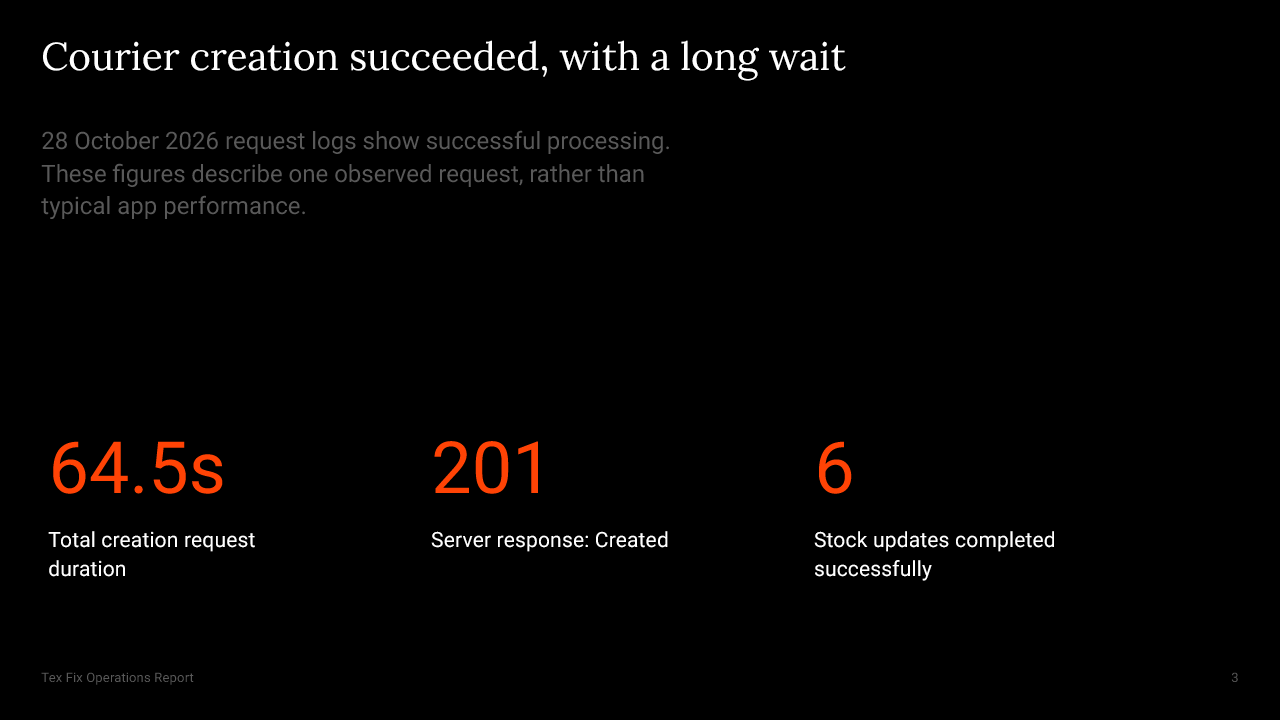 Courier creation succeeded, with a long wait
28 October 2026 request logs show successful processing.
These figures describe one observed request, rather than
typical app performance.
64.5s
Total creation request
duration
201
Server response: Created
6
Stock updates completed
successfully
Tex Fix Operations Report
3